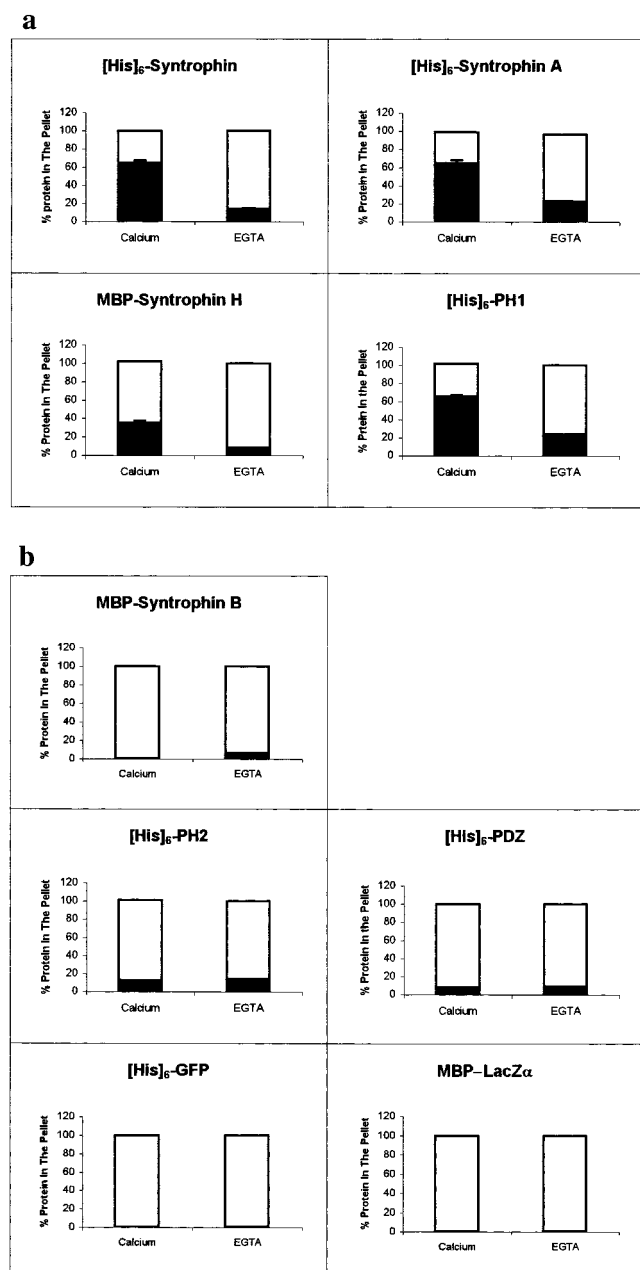 a
[His]6-Syntrophin
% protein In The Pellet
120
100
80
60
40
20
0
Calcium
EGTA
[His]6-Syntrophin A
% Protein In The Pellet
120
100
80
60
40
20
0
Calcium
EGTA
MBP-Syntrophin H
% Protein In The Pellet
120
100
80
60
40
20
0
Calcium
EGTA
[His]6-PH1
% Prtein In the Pellet
120
100
80
60
40
20
0
Calcium
EGTA
b
MBP-Syntrophin B
% Protein In The Pellet
120
100
80
60
40
20
0
Calcium
EGTA
[His]6-PH2
% Protein In The Pellet
120
100
80
60
40
20
0
Calcium
EGTA
[His]6-PDZ
% Protein In the Pellet
120
100
80
60
40
20
0
Calcium
EGTA
[His]6-GFP
% Protein In The Pellet
120
100
80
60
40
20
0
Calcium
EGTA
MBP–LacZα
% Protein In The Pellet
120
100
80
60
40
20
0
Calcium
EGTA